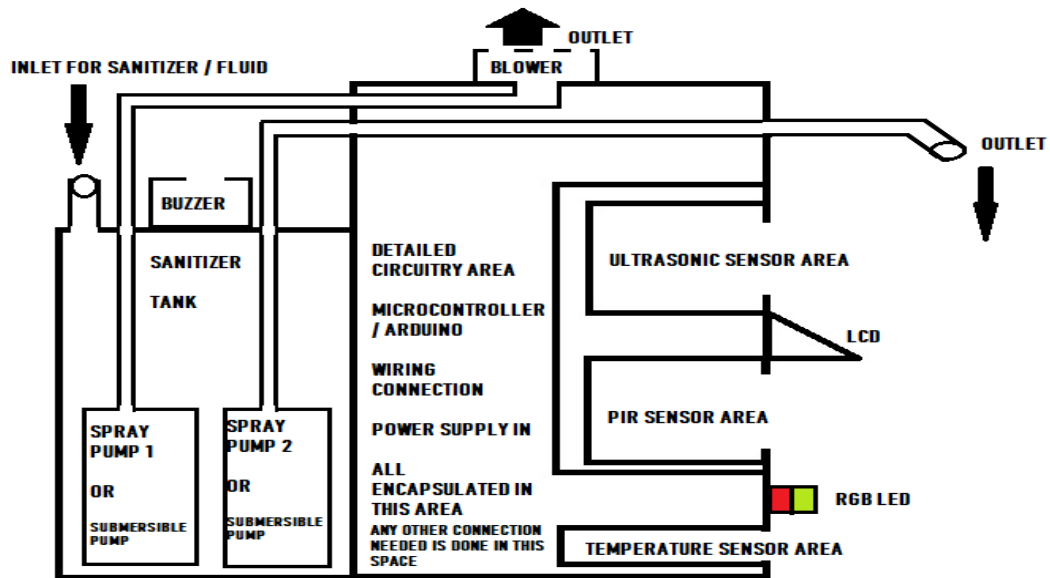 OUTLET
BLOWER
INLET FOR SANITIZER / FLUID
OUTLET
BUZZER
SANITIZER
TANK
DETAILED
CIRCUITRY AREA
MICROCONTROLLER
/ ARDUINO
WIRING
CONNECTION
POWER SUPPLY IN
ALL
ENCAPSULATED IN
THIS AREA
ANY OTHER CONNECTION
NEEDED IS DONE IN THIS
SPACE
ULTRASONIC SENSOR AREA
LCD
PIR SENSOR AREA
RGB LED
TEMPERATURE SENSOR AREA
SPRAY
PUMP 1
OR
SUBMERSIBLE
PUMP
SPRAY
PUMP 2
OR
SUBMERSIBLE
PUMP